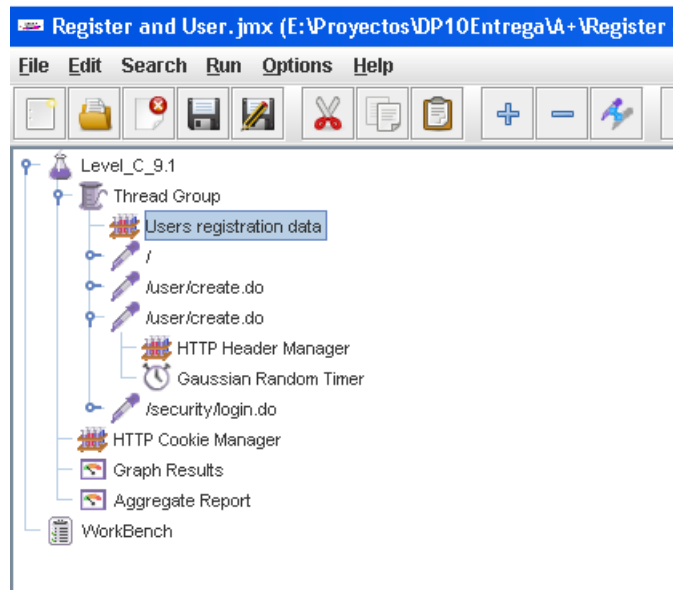 Register and User.jmx (E:\Proyectos\DP10Entrega\A+\Register
File Edit Search Run Options Help
Level_C_9.1
Thread Group
Users registration data
/
/user/create.do
/user/create.do
HTTP Header Manager
Gaussian Random Timer
/security/login.do
HTTP Cookie Manager
Graph Results
Aggregate Report
WorkBench